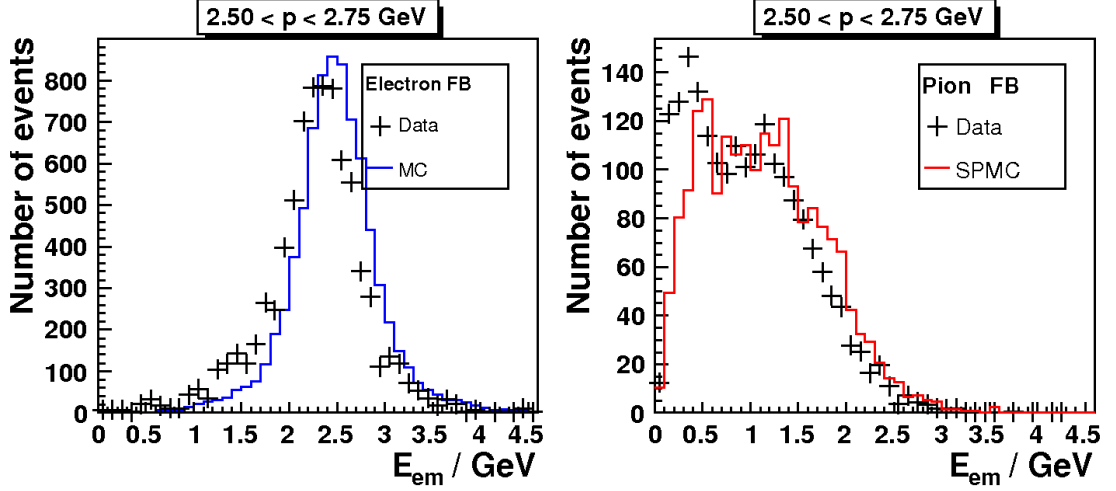 2.50 < p < 2.75 GeV
Number of events
800
700
600
500
400
300
200
100
0
Electron FB
Data
MC
0 0.5 1 1.5 2 2.5 3 3.5 4 4.5
E_em / GeV
2.50 < p < 2.75 GeV
Number of events
140
120
100
80
60
40
20
0
Pion FB
Data
SPMC
0 0.5 1 1.5 2 2.5 3 3.5 4 4.5
E_em / GeV